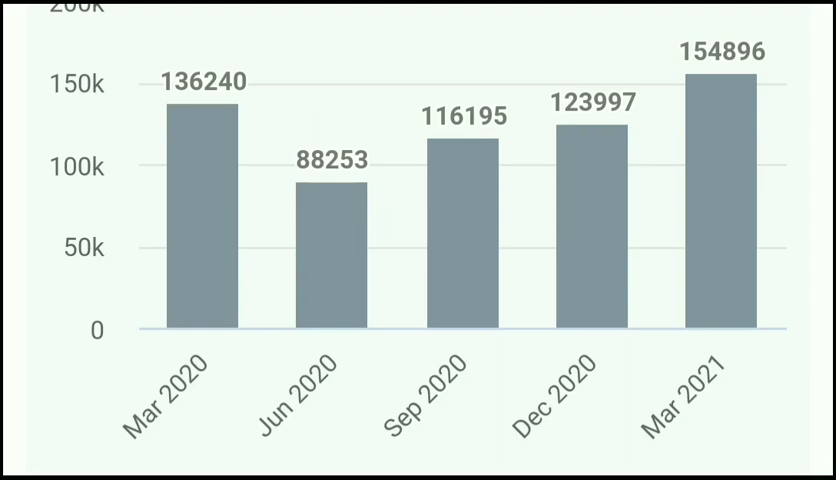 200k
154896
150k
136240
123997
116195
100k
88253
50k
0
Mar 2020
Jun 2020
Sep 2020
Dec 2020
Mar 2021